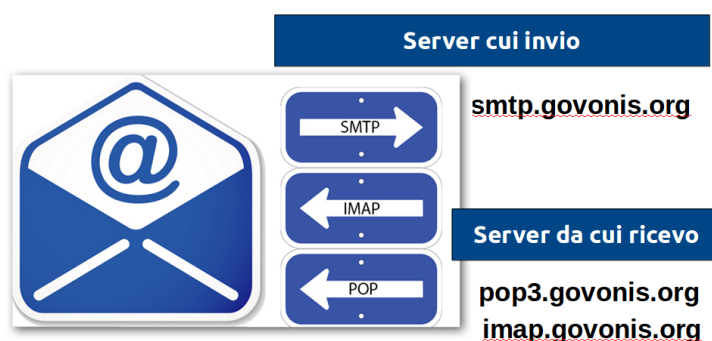 Server cui invio
smtp.govonis.org
@
SMTP
IMAP
POP
Server da cui ricevo
pop3.govonis.org
imap.govonis.org